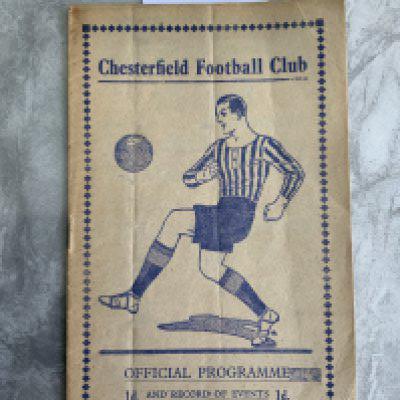 Chesterfield Football Club
OFFICIAL PROGRAMME
1d. AND RECORD OF EVENTS 1d.